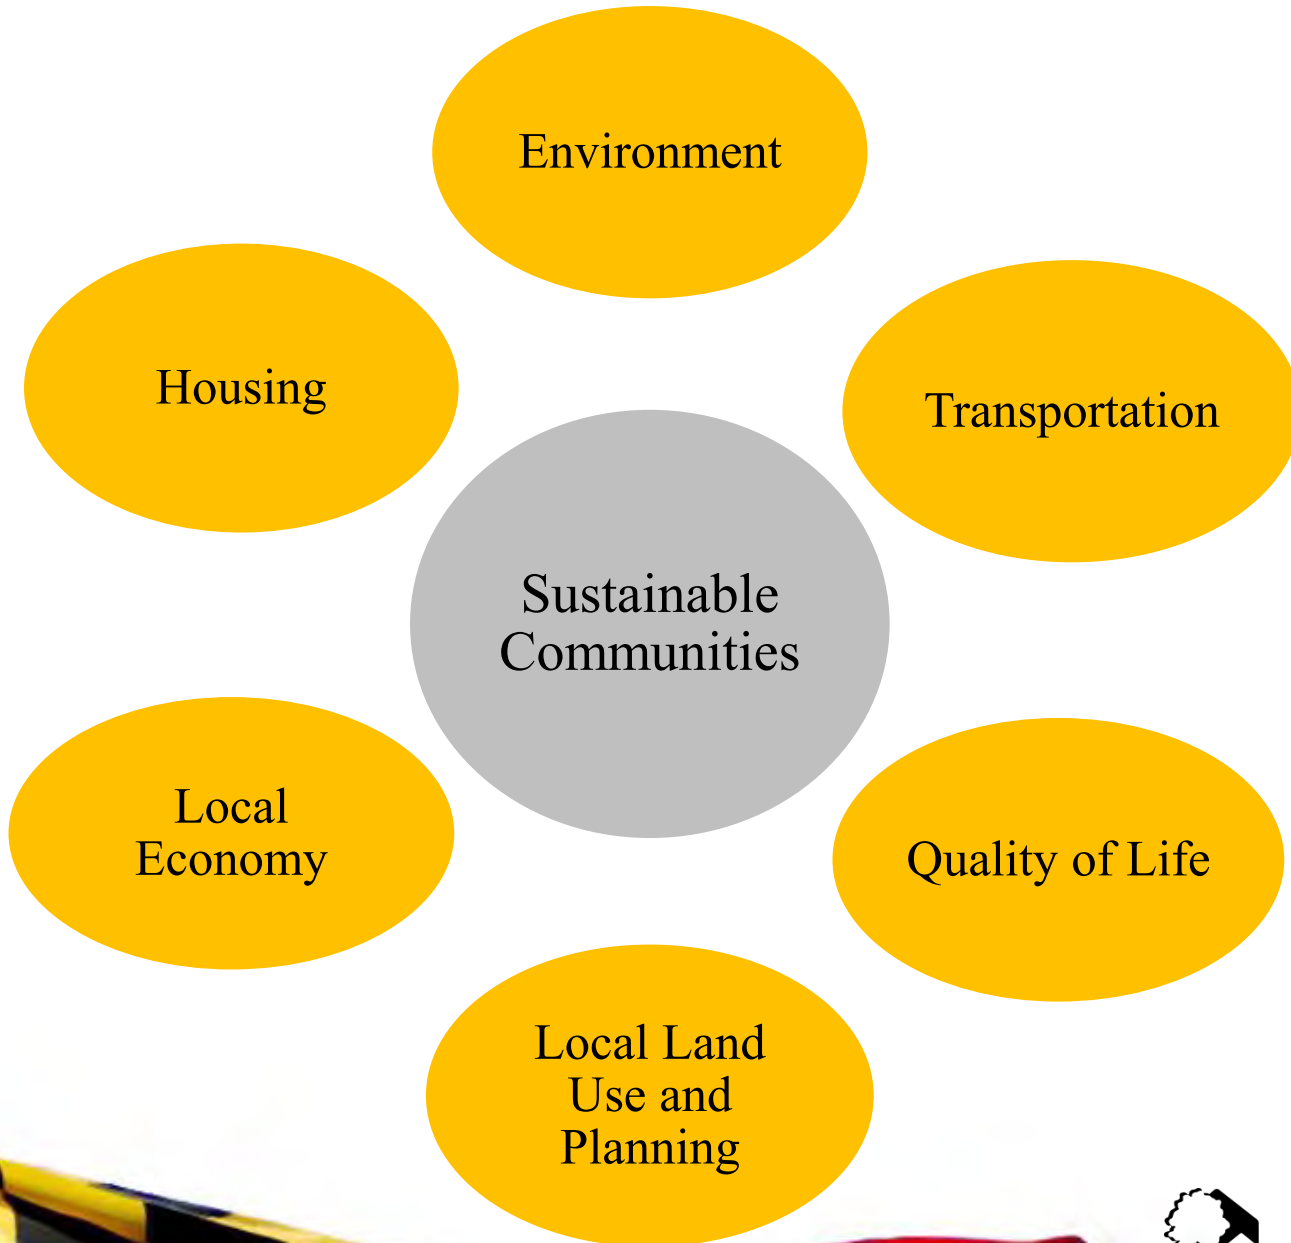 Environment
Housing
Transportation
Sustainable
Communities
Local
Economy
Quality of Life
Local Land
Use and
Planning